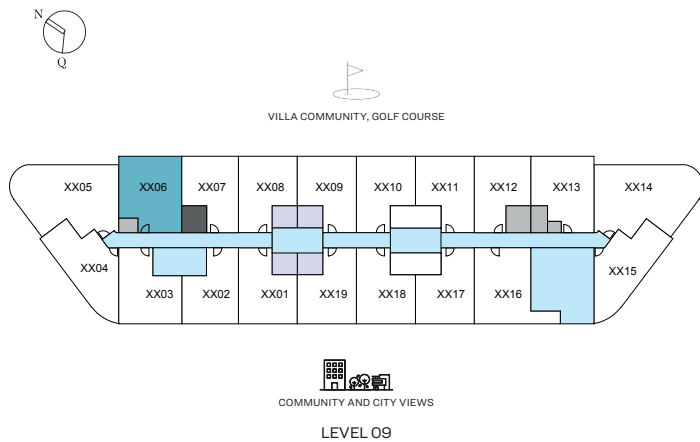 N
Q
VILLA COMMUNITY, GOLF COURSE
XX05 XX06 XX07 XX08 XX09 XX10 XX11 XX12 XX13 XX14
XX04 XX03 XX02 XX01 XX19 XX18 XX17 XX16 XX15
COMMUNITY AND CITY VIEWS
LEVEL 09